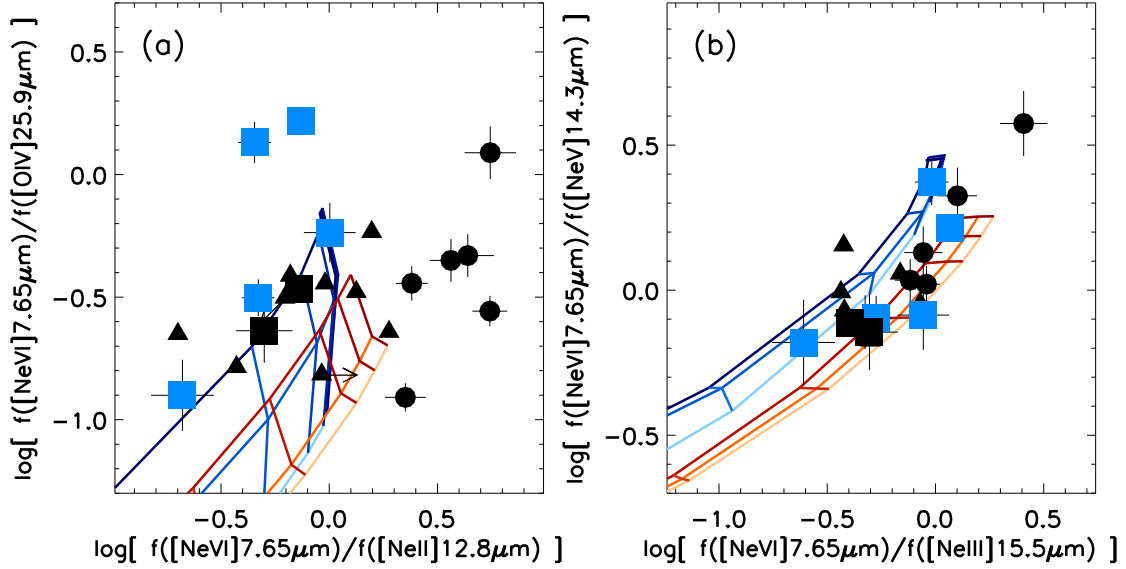 (a)
log[ f([NeVI]7.65μm)/f([OIV]25.9μm) ]
0.5
0.0
−0.5
−1.0
−0.5
0.0
0.5
log[ f([NeVI]7.65μm)/f([NeII]12.8μm) ]
(b)
log[ f([NeVI]7.65μm)/f([NeV]14.3μm) ]
0.5
0.0
−0.5
−1.0
−0.5
0.0
0.5
log[ f([NeVI]7.65μm)/f([NeIII]15.5μm) ]